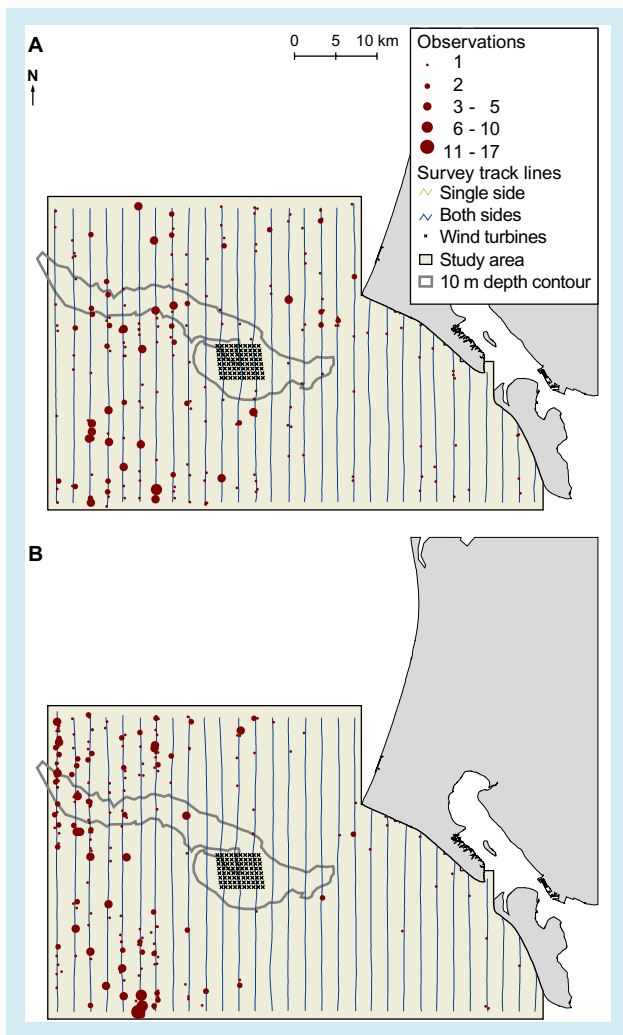 A
N
0 5 10 km
Observations
1
2
3 - 5
6 - 10
11 - 17
Survey track lines
Single side
Both sides
Wind turbines
Study area
10 m depth contour
B